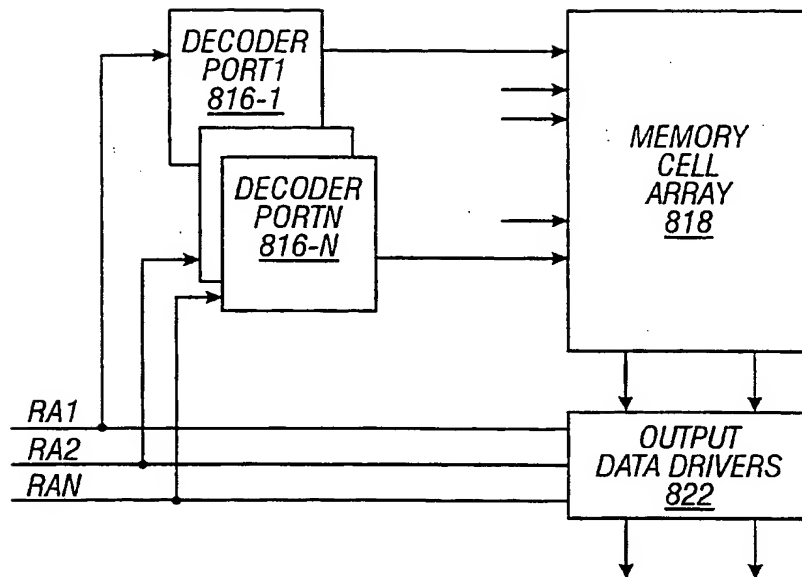 DECODER
PORT1
816-1
DECODER
PORTN
816-N
MEMORY
CELL
ARRAY
818
RA1
RA2
RAN
OUTPUT
DATA DRIVERS
822